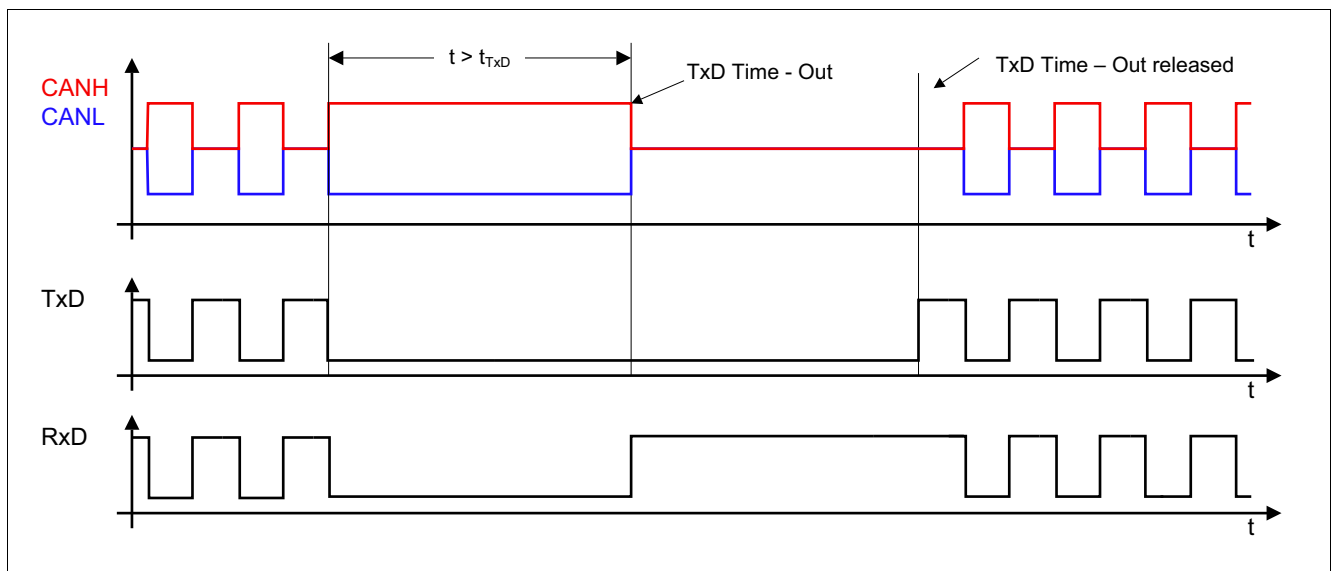 t > tTxD
TxD Time - Out
TxD Time – Out released
CANH
CANL
t
TxD
t
RxD
t